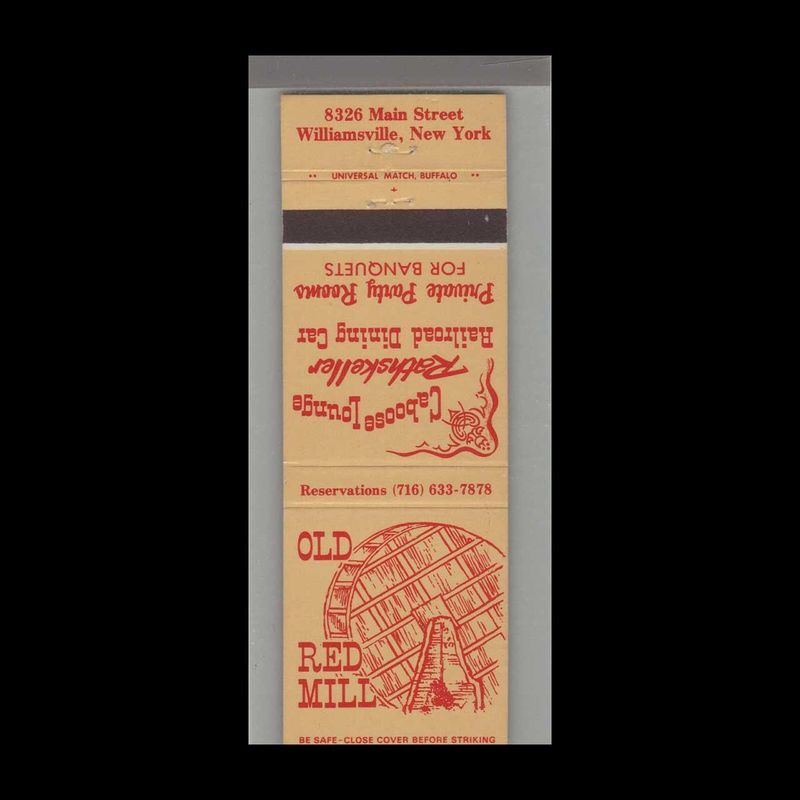 8326 Main Street
Williamsville, New York
•• UNIVERSAL MATCH, BUFFALO ••
Caboose Lounge
Rathskeller
Railroad Dining Car
Private Party Rooms
FOR BANQUETS
Reservations (716) 633-7878
OLD
RED
MILL
BE SAFE-CLOSE COVER BEFORE STRIKING